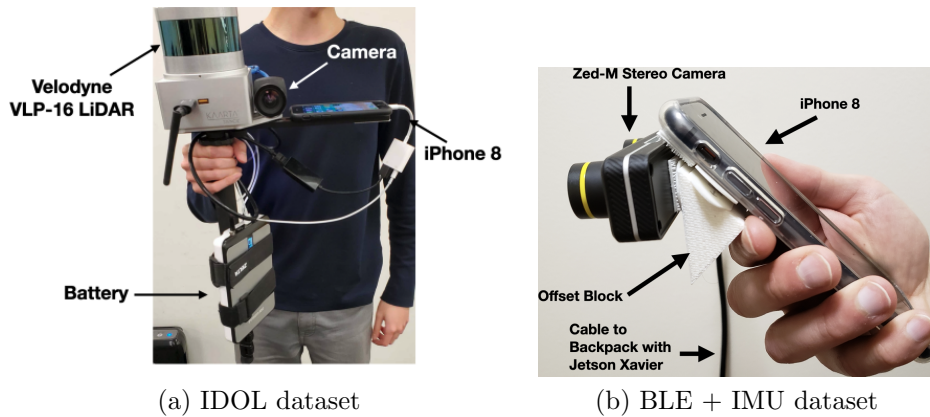 Camera
Velodyne
VLP-16 LiDAR
iPhone 8
Battery
(a) IDOL dataset
Zed-M Stereo Camera
iPhone 8
Offset Block
Cable to
Backpack with
Jetson Xavier
(b) BLE + IMU dataset